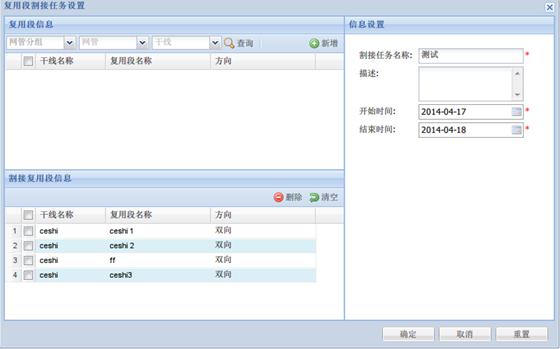 复用段割接任务设置
复用段信息
网管分组 网管 干线 查询 新增
干线名称 复用段名称 方向
割接复用段信息
删除 清空
干线名称 复用段名称 方向
1 ceshi ceshi 1 双向
2 ceshi ceshi 2 双向
3 ceshi ff 双向
4 ceshi ceshi3 双向
信息设置
割接任务名称: 测试 *
描述:
开始时间: 2014-04-17 *
结束时间: 2014-04-18 *
确定 取消 重置